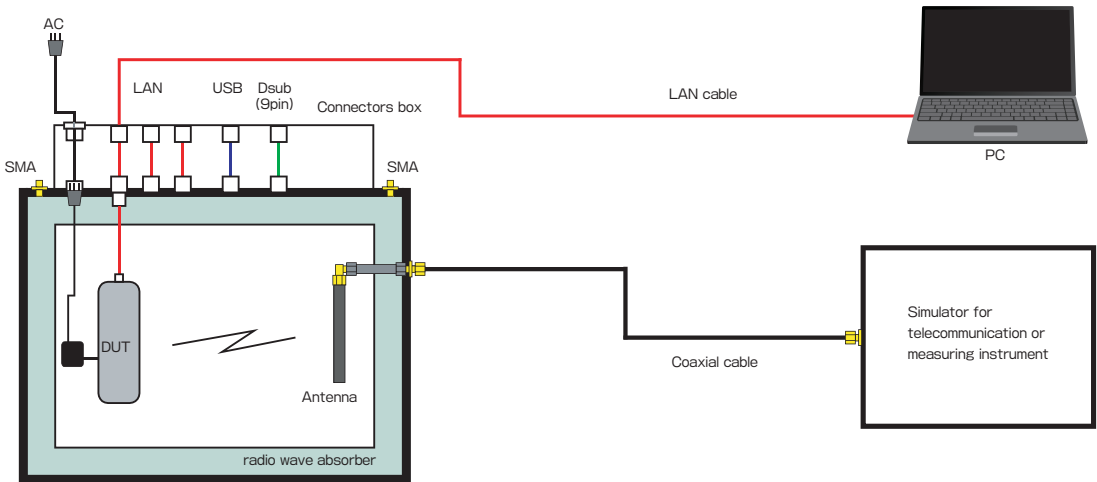 AC
LAN
USB
Dsub
(9pin)
Connectors box
LAN cable
PC
SMA
SMA
DUT
Antenna
radio wave absorber
Coaxial cable
Simulator for
telecommunication or
measuring instrument